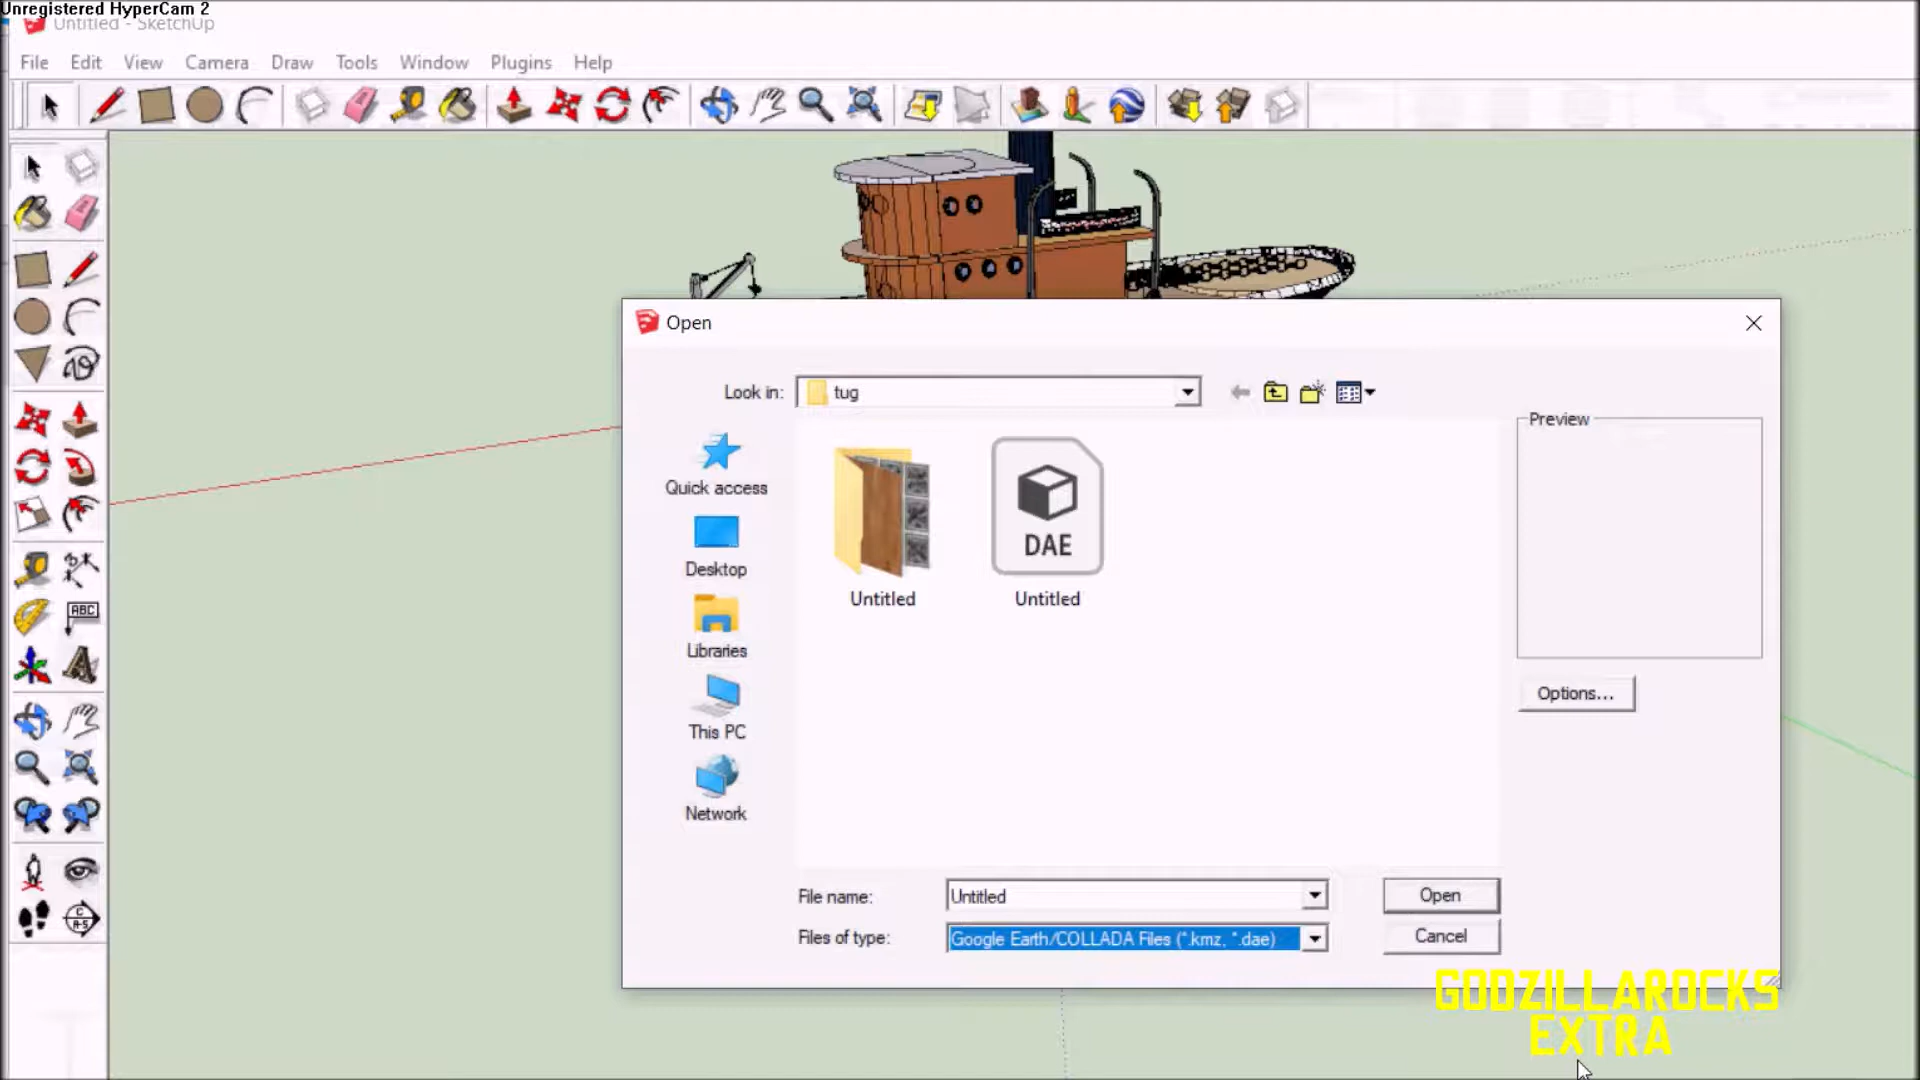 Unregistered HyperCam 2
Untitled - SketchUp
File Edit View Camera Draw Tools Window Plugins Help
Open
Look in: tug
Preview
Quick access
DAE
Untitled Untitled
Desktop
Libraries
Options...
This PC
Network
File name: Untitled Open
Files of type: Google Earth/COLLADA Files (*.kmz, *.dae) Cancel
ABC
A
C
A-5
GODZILLAROCKS
EXTRA